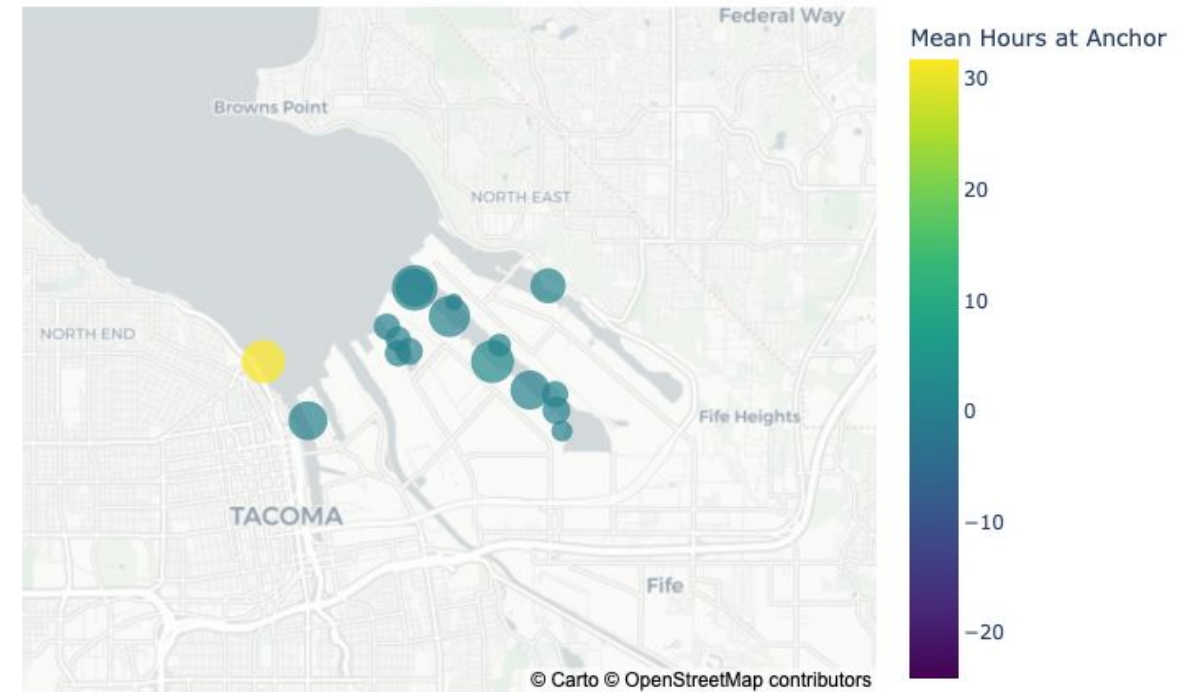 Federal Way
Mean Hours at Anchor
30
Browns Point
20
NORTH EAST
10
NORTH END
0
Fife Heights
TACOMA
−10
Fife
−20
© Carto © OpenStreetMap contributors